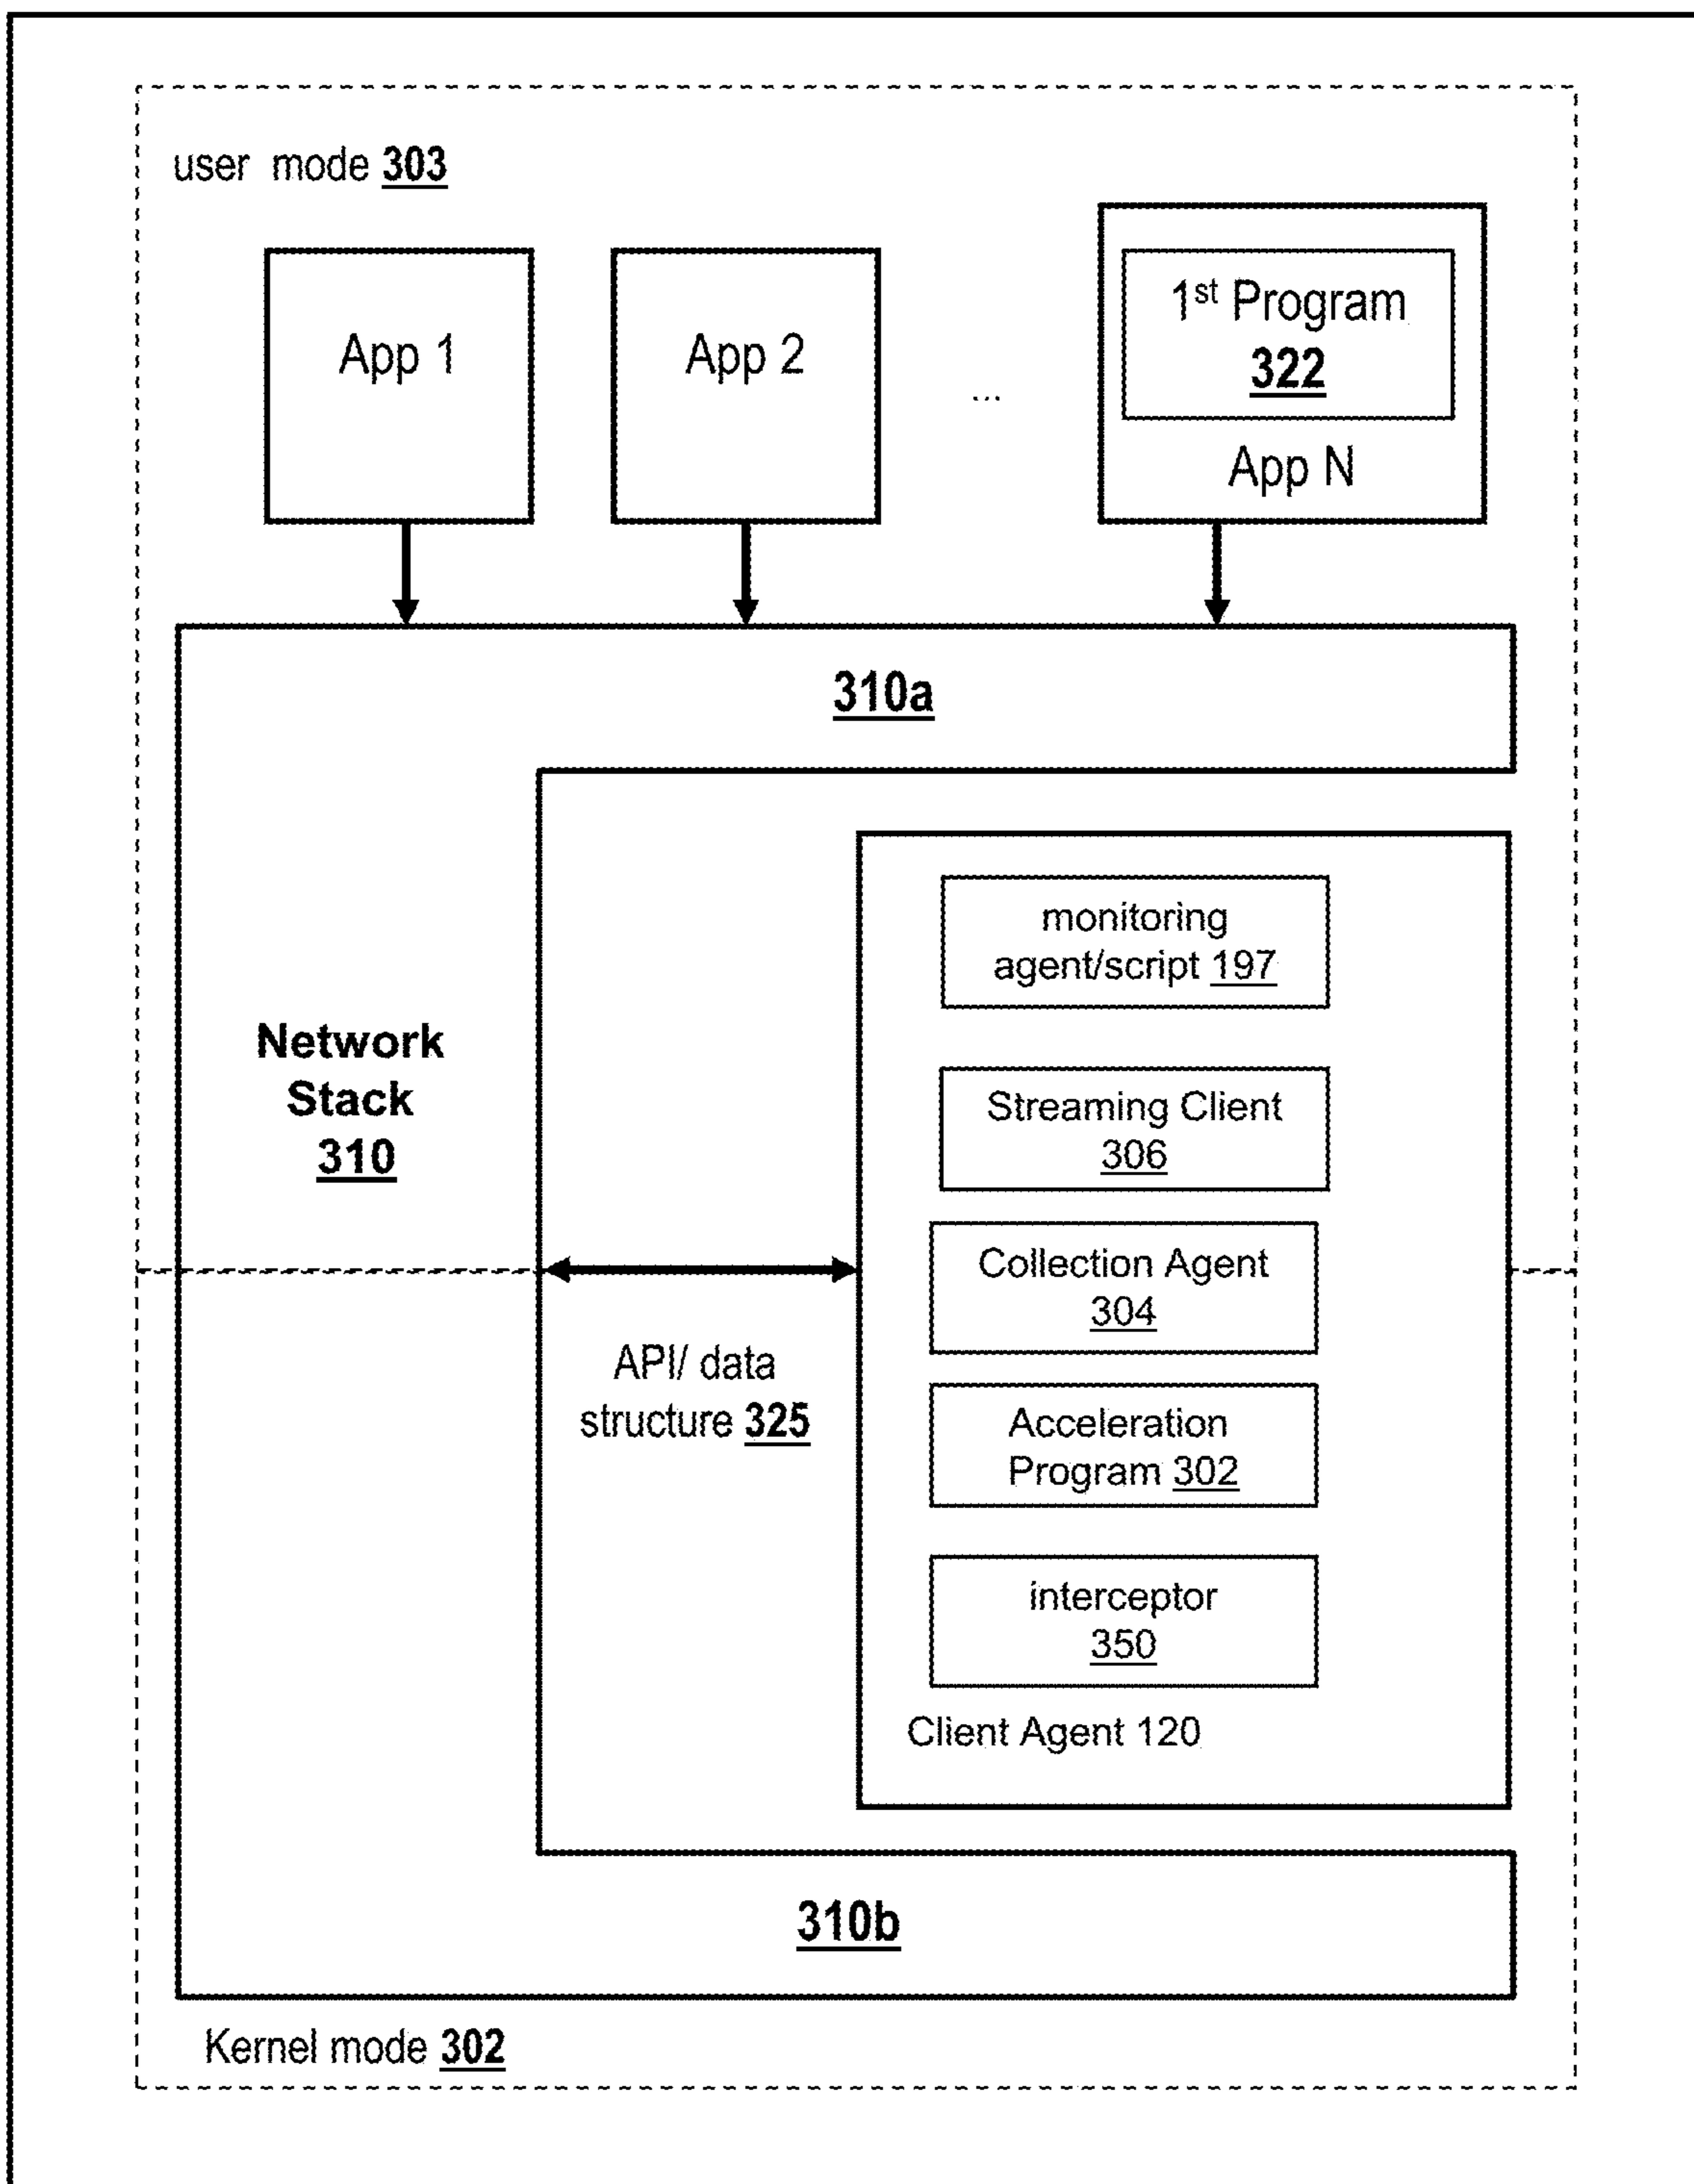 user mode 303
App 1
App 2
...
1st Program
322
App N
310a
Network
Stack
310
monitoring
agent/script 197
Streaming Client
306
Collection Agent
304
API/ data
structure 325
Acceleration
Program 302
interceptor
350
Client Agent 120
310b
Kernel mode 302